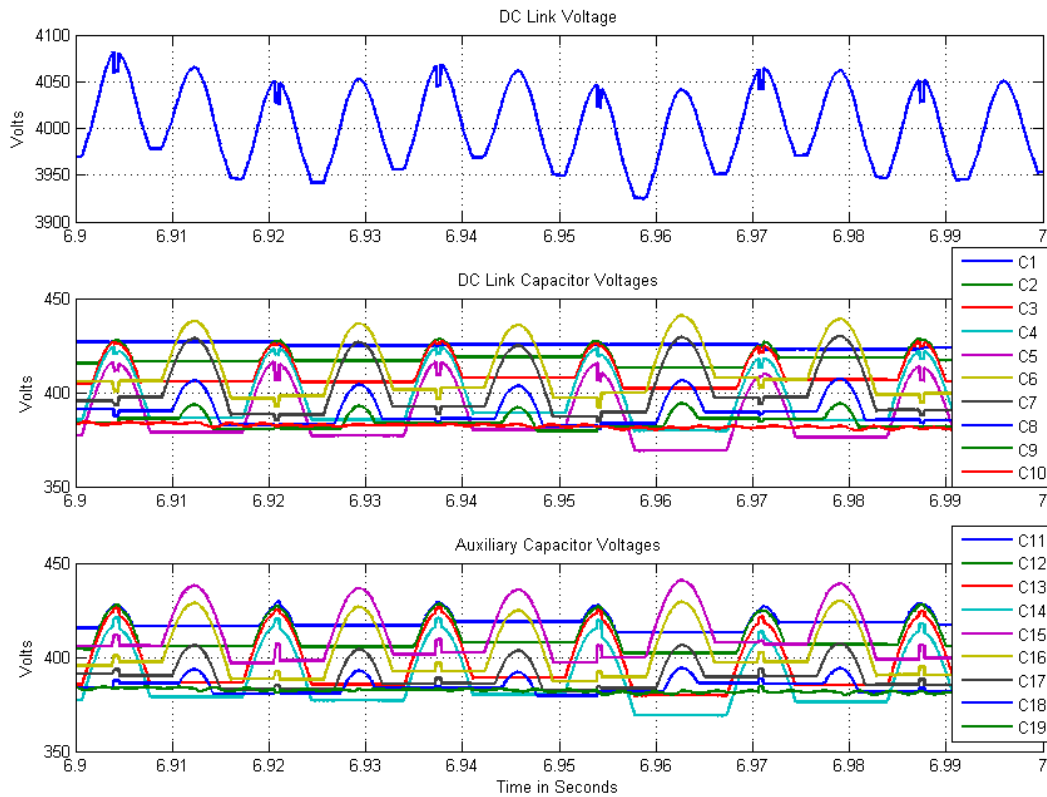 DC Link Voltage
4100
4050
4000
3950
3900
Volts
6.9 6.91 6.92 6.93 6.94 6.95 6.96 6.97 6.98 6.99 7
DC Link Capacitor Voltages
450
400
350
Volts
6.9 6.91 6.92 6.93 6.94 6.95 6.96 6.97 6.98 6.99 7
C1
C2
C3
C4
C5
C6
C7
C8
C9
C10
Auxiliary Capacitor Voltages
450
400
350
Volts
6.9 6.91 6.92 6.93 6.94 6.95 6.96 6.97 6.98 6.99 7
Time in Seconds
C11
C12
C13
C14
C15
C16
C17
C18
C19